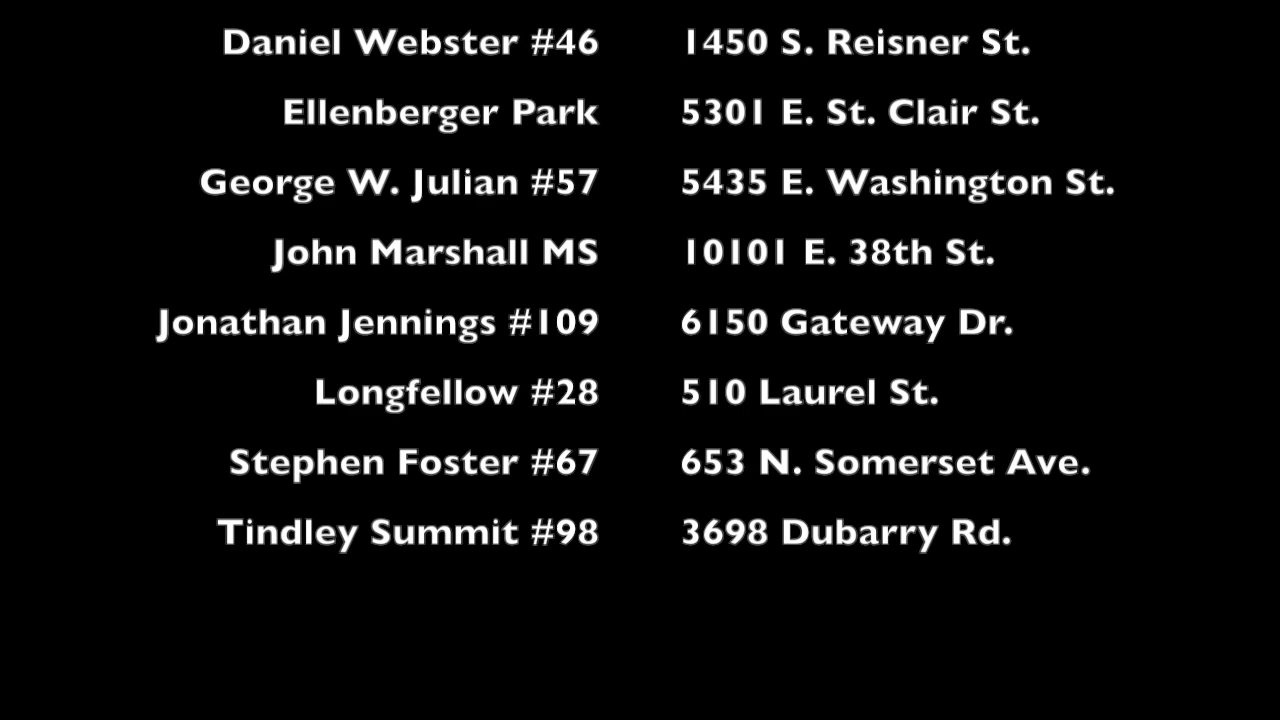 Daniel Webster #46 1450 S. Reisner St.
Ellenberger Park 5301 E. St. Clair St.
George W. Julian #57 5435 E. Washington St.
John Marshall MS 10101 E. 38th St.
Jonathan Jennings #109 6150 Gateway Dr.
Longfellow #28 510 Laurel St.
Stephen Foster #67 653 N. Somerset Ave.
Tindley Summit #98 3698 Dubarry Rd.